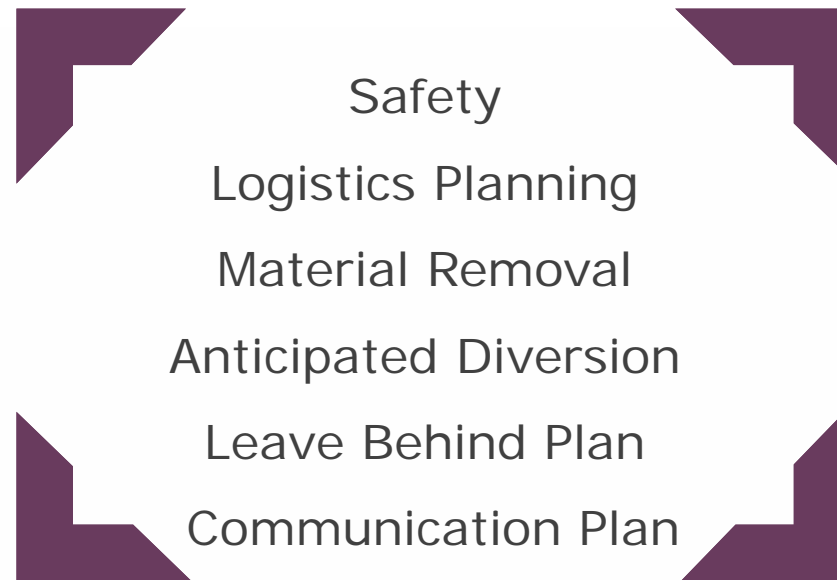 Safety
Logistics Planning
Material Removal
Anticipated Diversion
Leave Behind Plan
Communication Plan